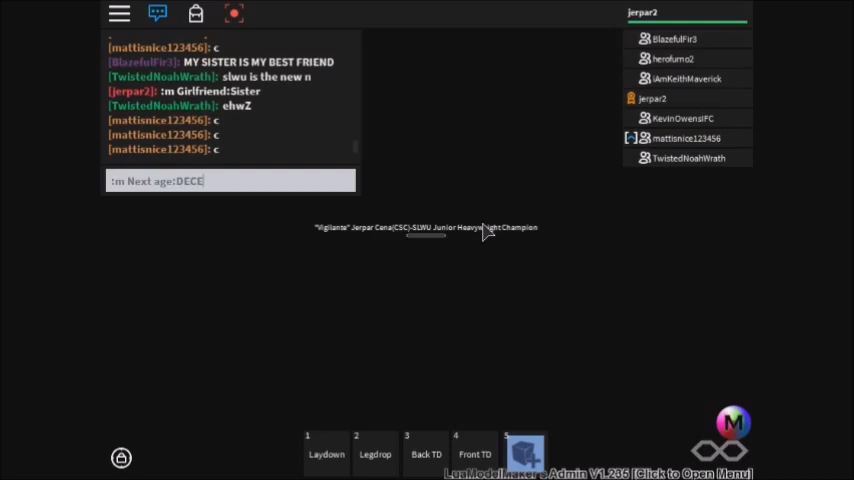 jerpar2
[mattisnice123456]: c
[BlazefulFir3]: MY SISTER IS MY BEST FRIEND
[TwistedNoahWrath]: slwu is the new n
[jerpar2]: :m Girlfriend:Sister
[TwistedNoahWrath]: ehwZ
[mattisnice123456]: c
[mattisnice123456]: c
[mattisnice123456]: c
:m Next age:DECE
BlazefulFir3
herofurno2
iAmKeithMaverick
jerpar2
KevinOwensIFC
mattisnice123456
TwistedNoahWrath
"Vigilante" Jerpar Cena(CSC)-SLWU Junior Heavyweight Champion
1 2 3 4 5
Laydown Legdrop Back TD Front TD
M
LuaModelMaker's Admin V1.235 [Click to Open Menu]